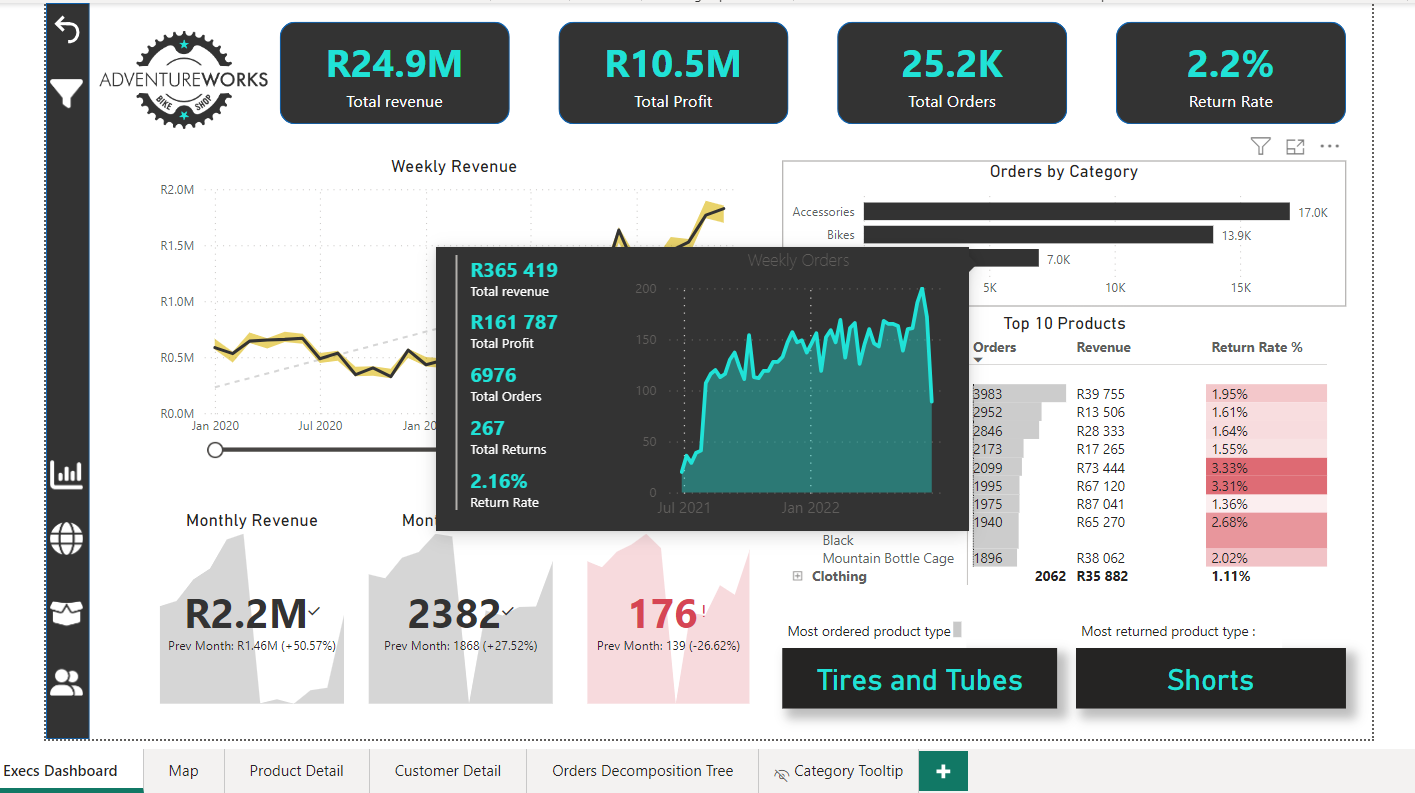 ADVENTUREWORKS
BIKE SHOP
R24.9M
Total revenue
R10.5M
Total Profit
25.2K
Total Orders
2.2%
Return Rate
Weekly Revenue
R2.0M
R1.5M
R1.0M
R0.5M
R0.0M
Jan 2020
Jul 2020
Jan 20
Orders by Category
Accessories
17.0K
Bikes
13.9K
7.0K
5K
10K
15K
R365 419
Total revenue
R161 787
Total Profit
6976
Total Orders
267
Total Returns
2.16%
Return Rate
Weekly Orders
200
150
100
50
0
Jul 2021
Jan 2022
Top 10 Products
Orders Revenue Return Rate %
3983 R39 755 1.95%
2952 R13 506 1.61%
2846 R28 333 1.64%
2173 R17 265 1.55%
2099 R73 444 3.33%
1995 R67 120 3.31%
1975 R87 041 1.36%
1940 R65 270 2.68%
Black
Mountain Bottle Cage 1896 R38 062 2.02%
Clothing 2062 R35 882 1.11%
Monthly Revenue
R2.2M
Prev Month: R1.46M (+50.57%)
Mon
2382
Prev Month: 1868 (+27.52%)
176!
Prev Month: 139 (-26.62%)
Most ordered product type
Tires and Tubes
Most returned product type :
Shorts
Execs Dashboard
Map
Product Detail
Customer Detail
Orders Decomposition Tree
Category Tooltip